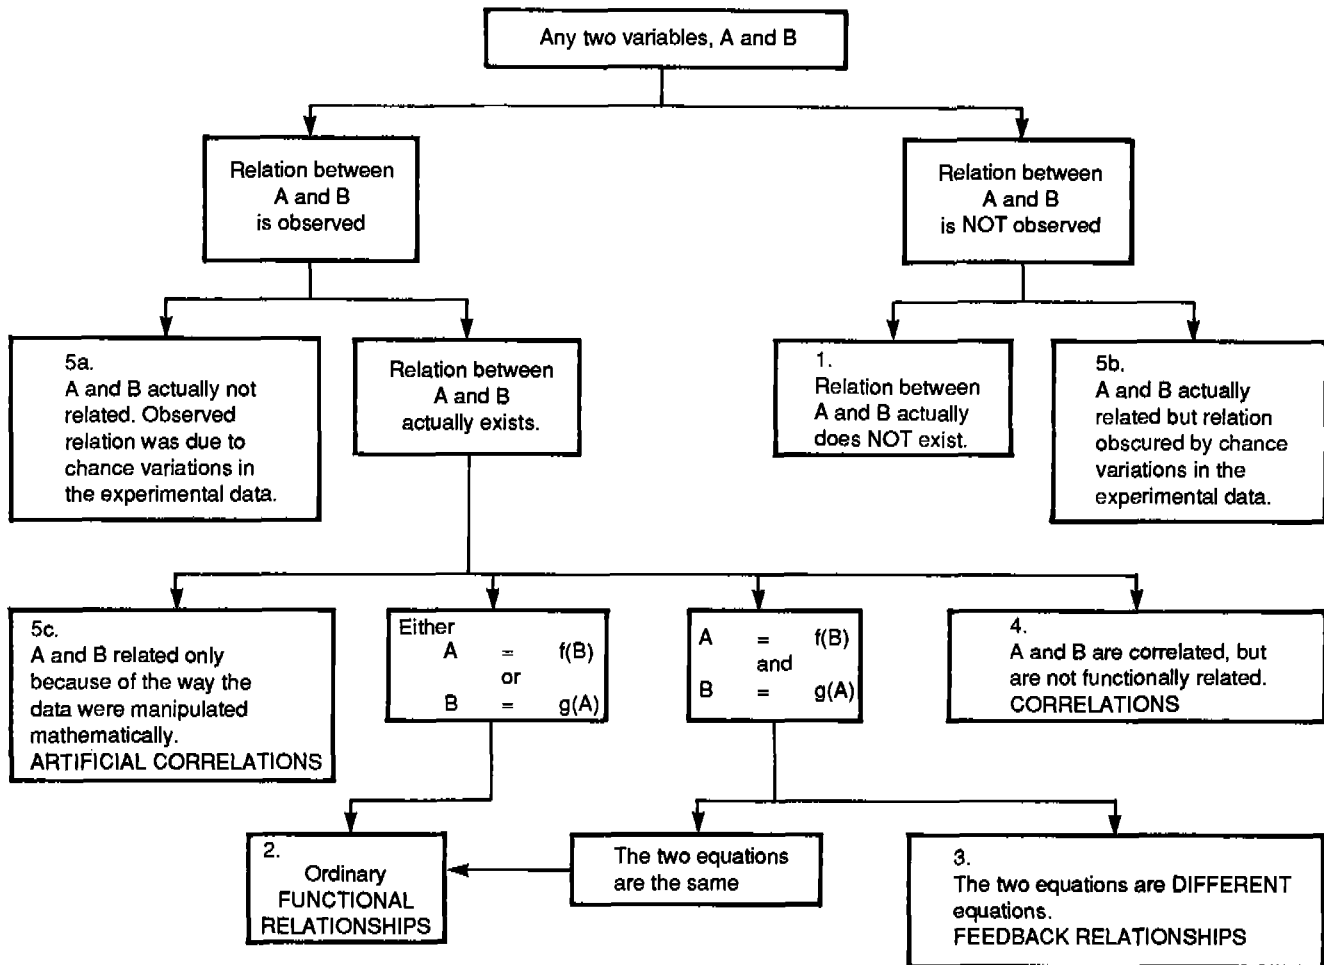 Any two variables, A and B
Relation between
A and B
is observed
Relation between
A and B
is NOT observed
5a.
A and B actually not
related. Observed
relation was due to
chance variations in
the experimental data.
Relation between
A and B
actually exists.
1.
Relation between
A and B actually
does NOT exist.
5b.
A and B actually
related but relation
obscured by chance
variations in the
experimental data.
5c.
A and B related only
because of the way the
data were manipulated
mathematically.
ARTIFICIAL CORRELATIONS
Either
A = f(B)
or
B = g(A)
A = f(B)
and
B = g(A)
4.
A and B are correlated, but
are not functionally related.
CORRELATIONS
2.
Ordinary
FUNCTIONAL
RELATIONSHIPS
The two equations
are the same
3.
The two equations are DIFFERENT
equations.
FEEDBACK RELATIONSHIPS